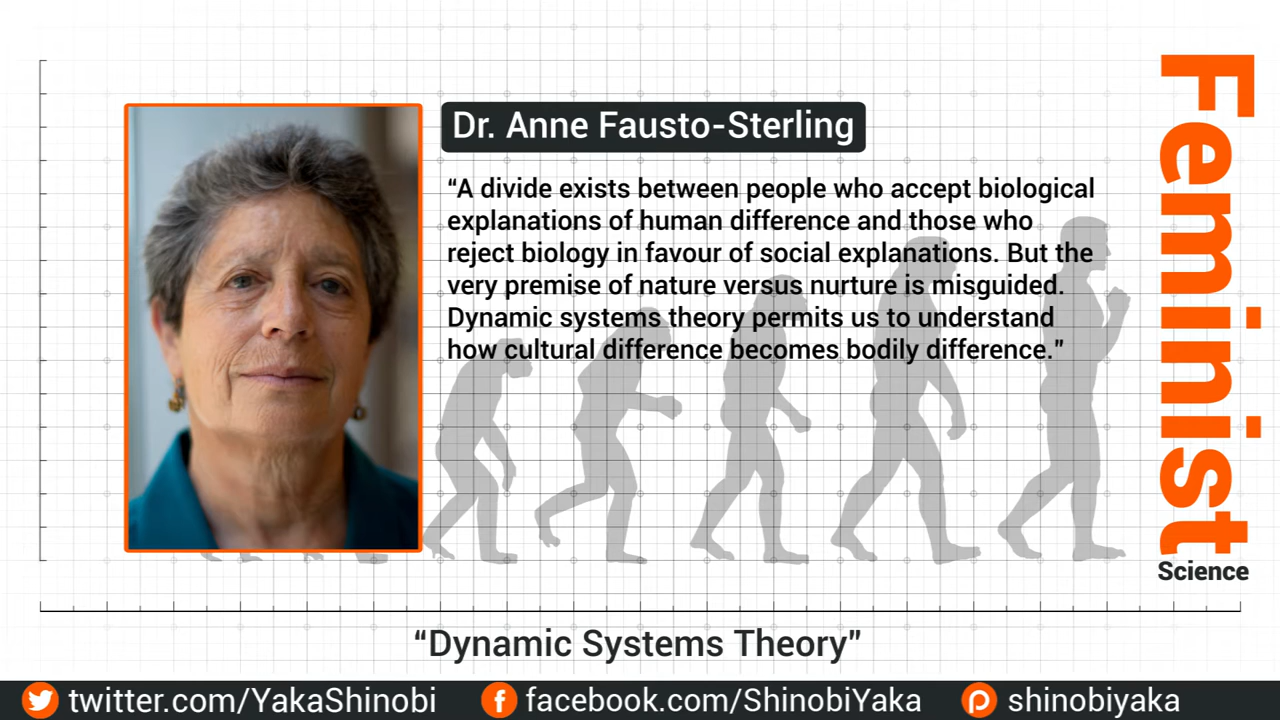 Dr. Anne Fausto-Sterling
“A divide exists between people who accept biological
explanations of human difference and those who
reject biology in favour of social explanations. But the
very premise of nature versus nurture is misguided.
Dynamic systems theory permits us to understand
how cultural difference becomes bodily difference.”
Feminist
Science
“Dynamic Systems Theory”
twitter.com/YakaShinobi
facebook.com/ShinobiYaka
shinobiyaka